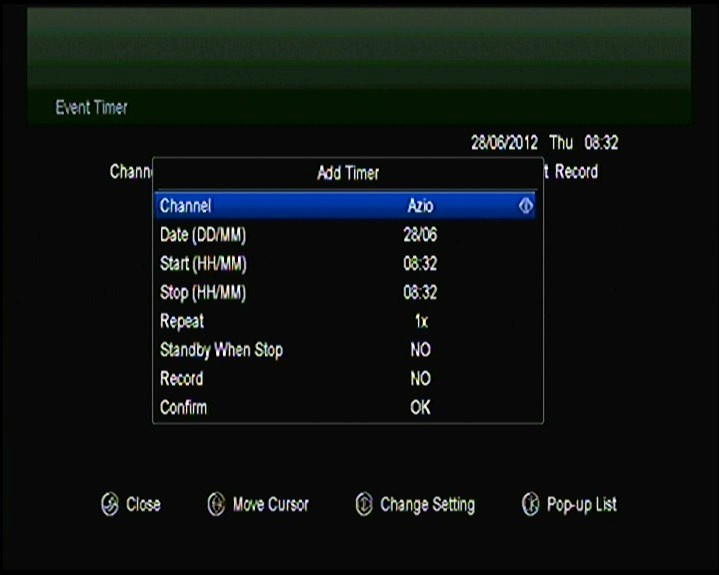 Event Timer
28/06/2012 Thu 08:32
Chann t Record
Add Timer
Channel Azio
Date (DD/MM) 28/06
Start (HH/MM) 08:32
Stop (HH/MM) 08:32
Repeat 1x
Standby When Stop NO
Record NO
Confirm OK
Close Move Cursor Change Setting Pop-up List